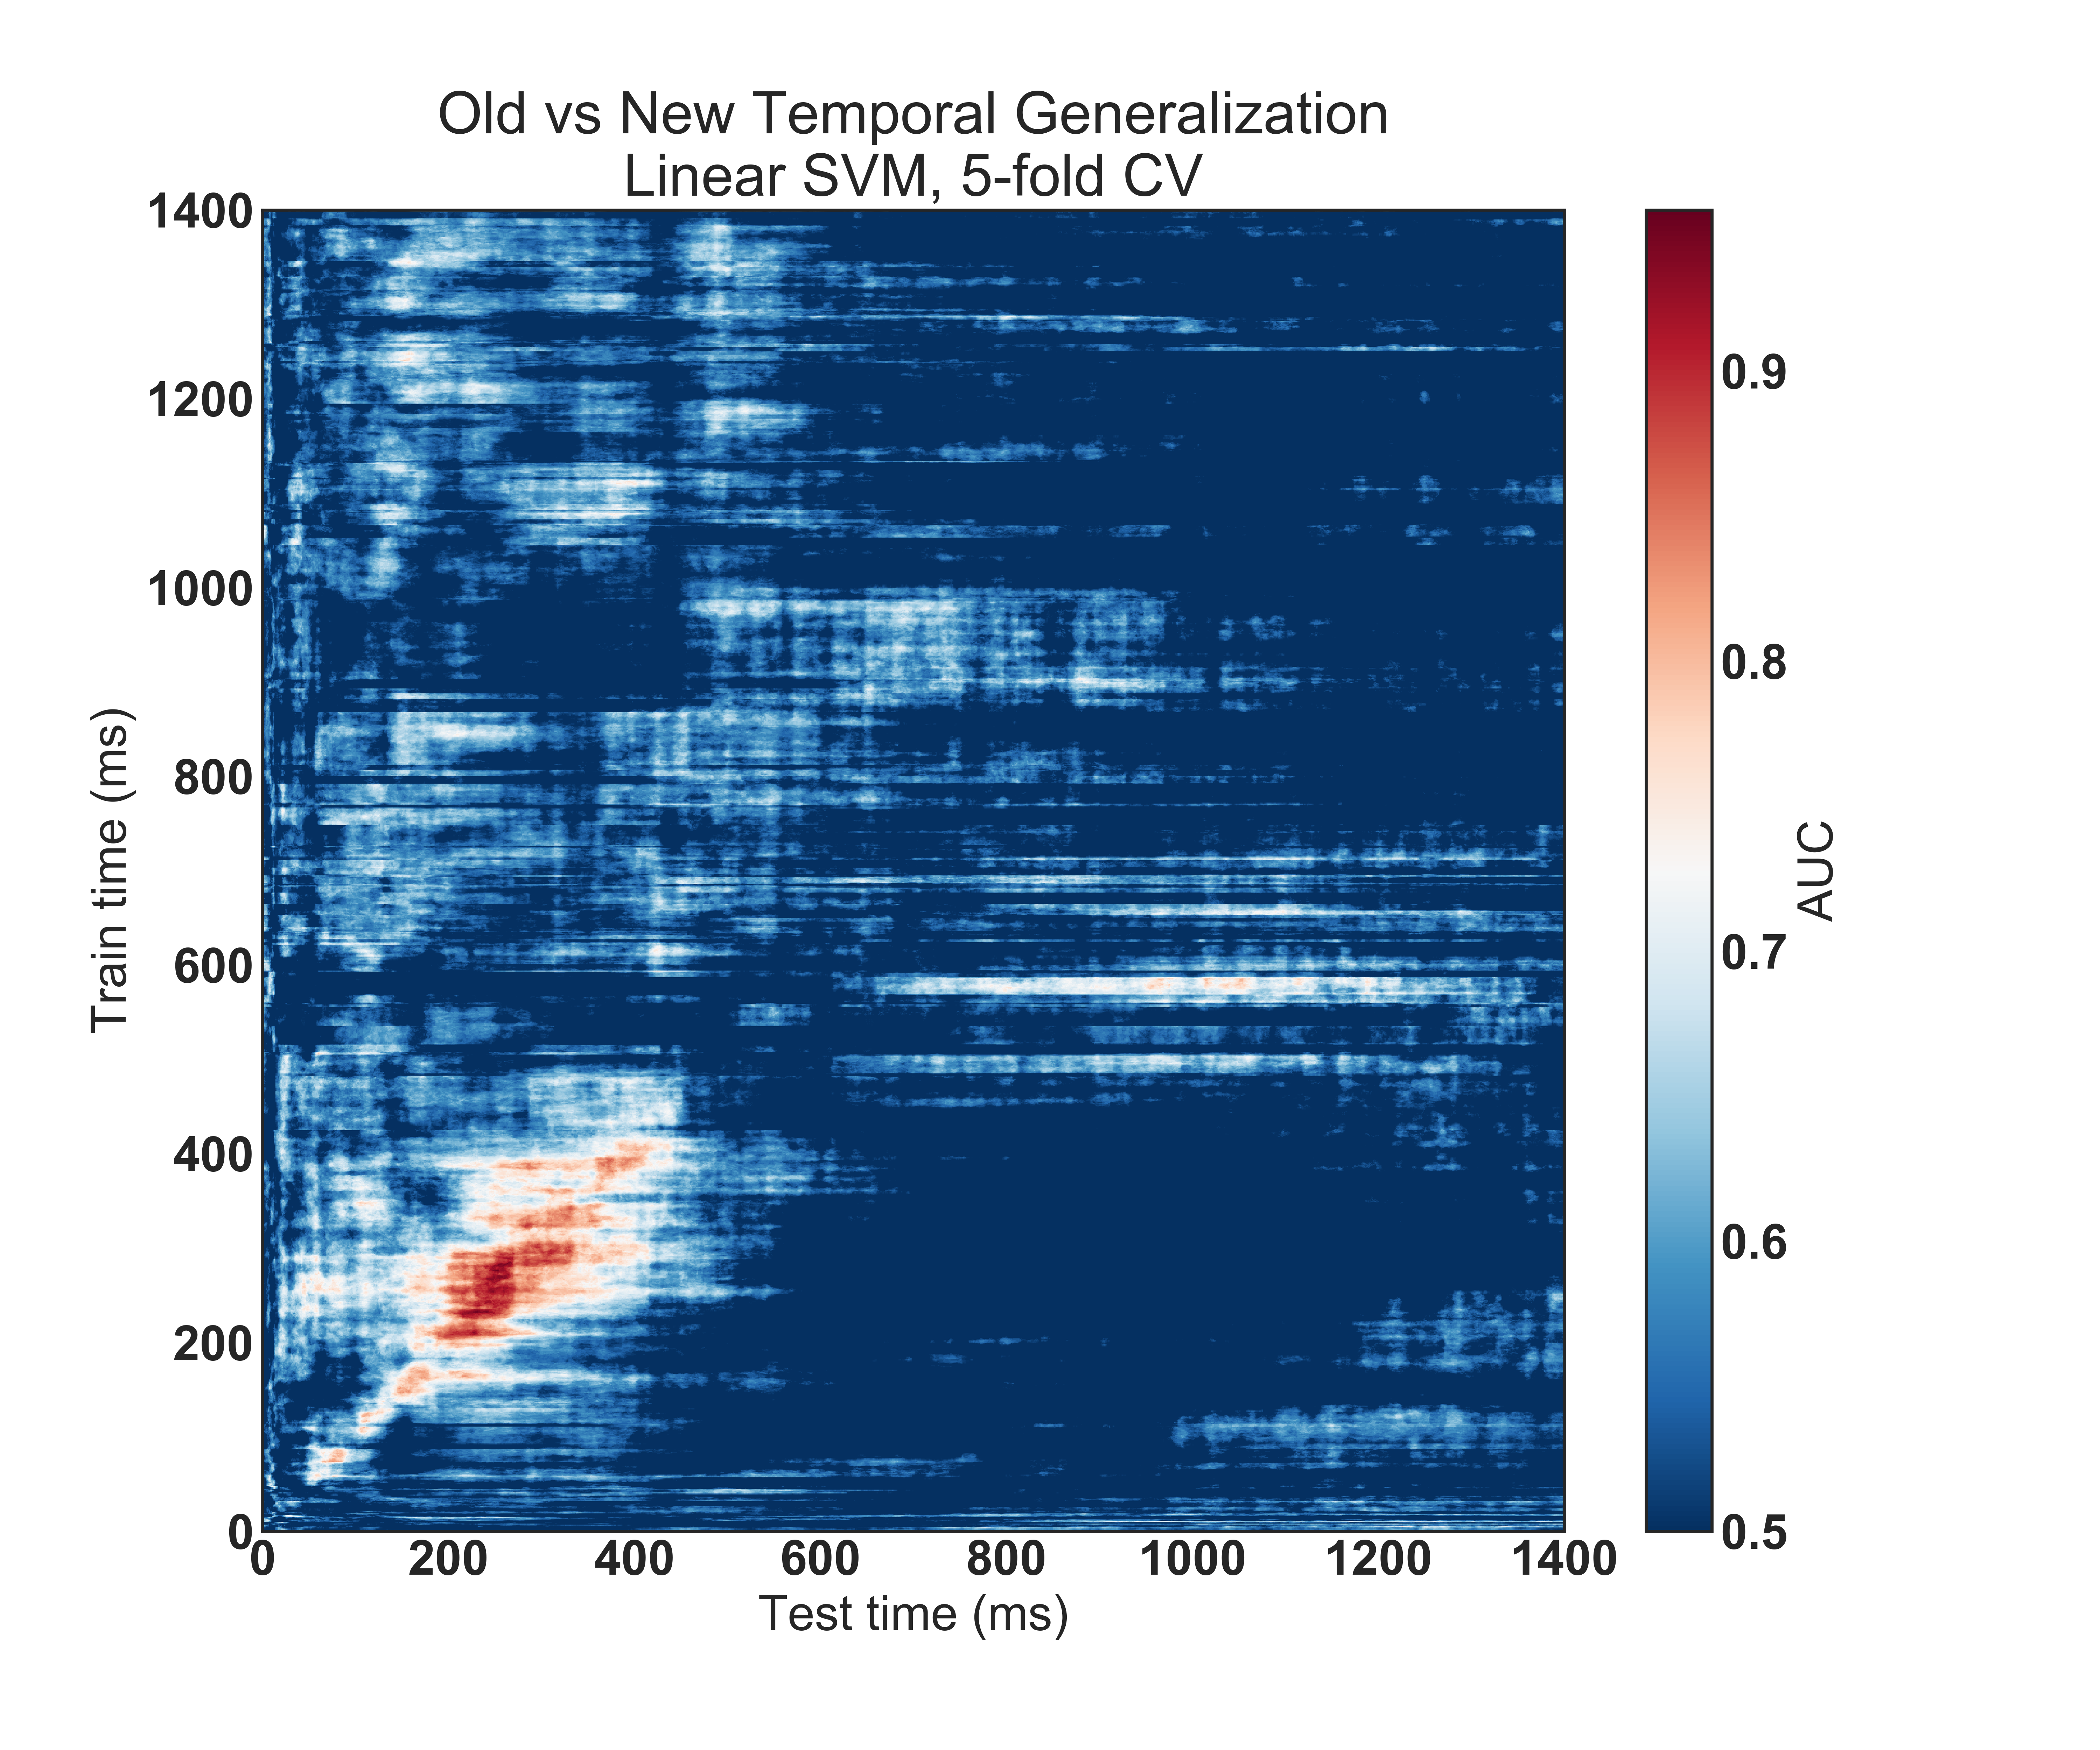 Old vs New Temporal Generalization
Linear SVM, 5-fold CV
1400
1200
1000
800
600
400
200
0
Train time (ms)
0 200 400 600 800 1000 1200 1400
Test time (ms)
0.9
0.8
0.7
0.6
0.5
AUC